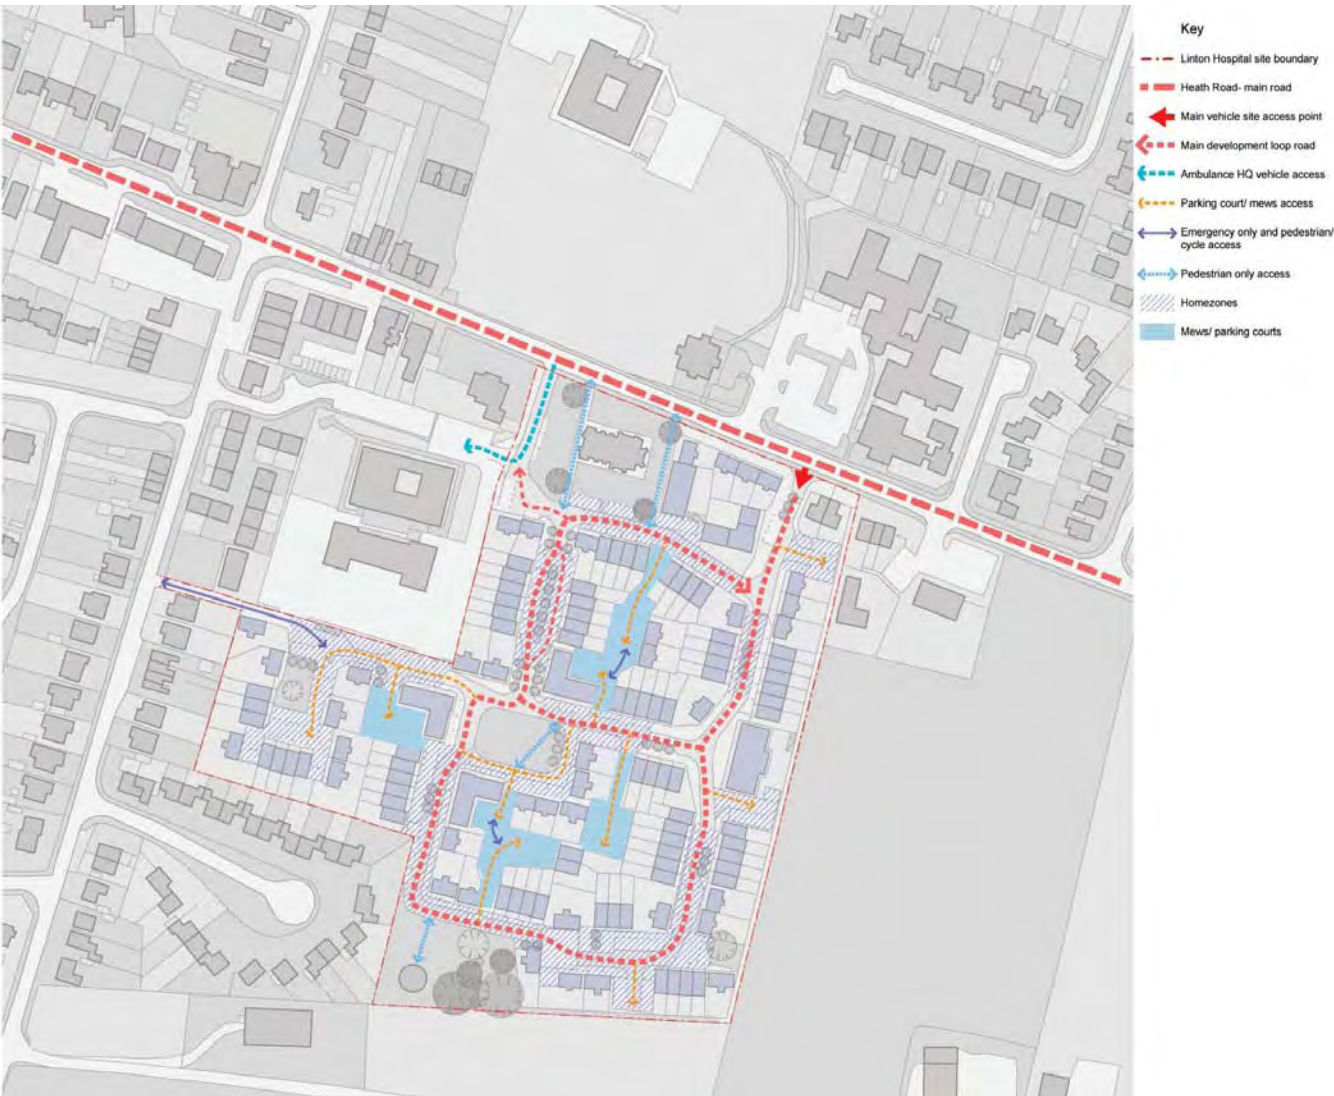 Key
Linton Hospital site boundary
Heath Road- main road
Main vehicle site access point
Main development loop road
Ambulance HQ vehicle access
Parking court/ mews access
Emergency only and pedestrian/
cycle access
Pedestrian only access
Homezones
Mews/ parking courts